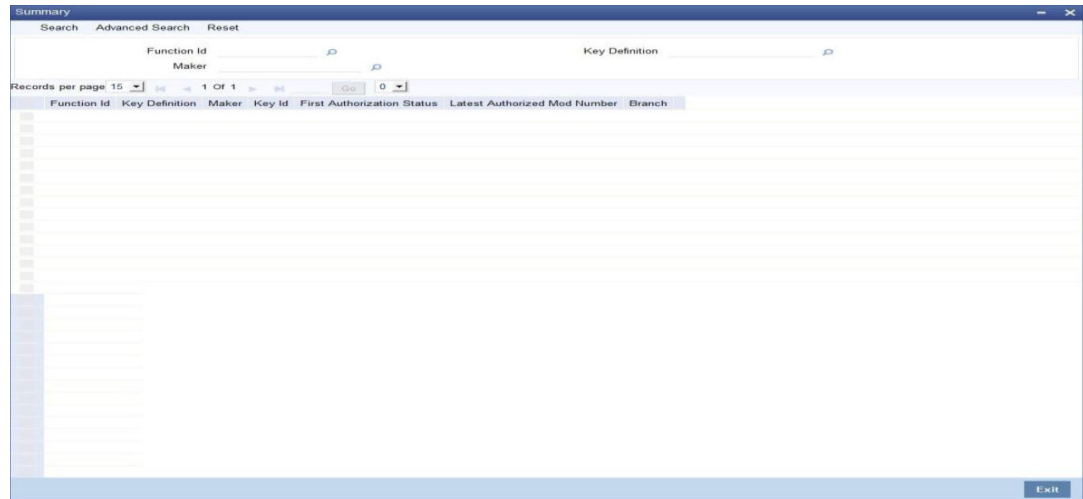 Summary
Search Advanced Search Reset
Function Id Key Definition
Maker
Records per page 15 1 Of 1 Go 0
Function Id Key Definition Maker Key Id First Authorization Status Latest Authorized Mod Number Branch
Exit